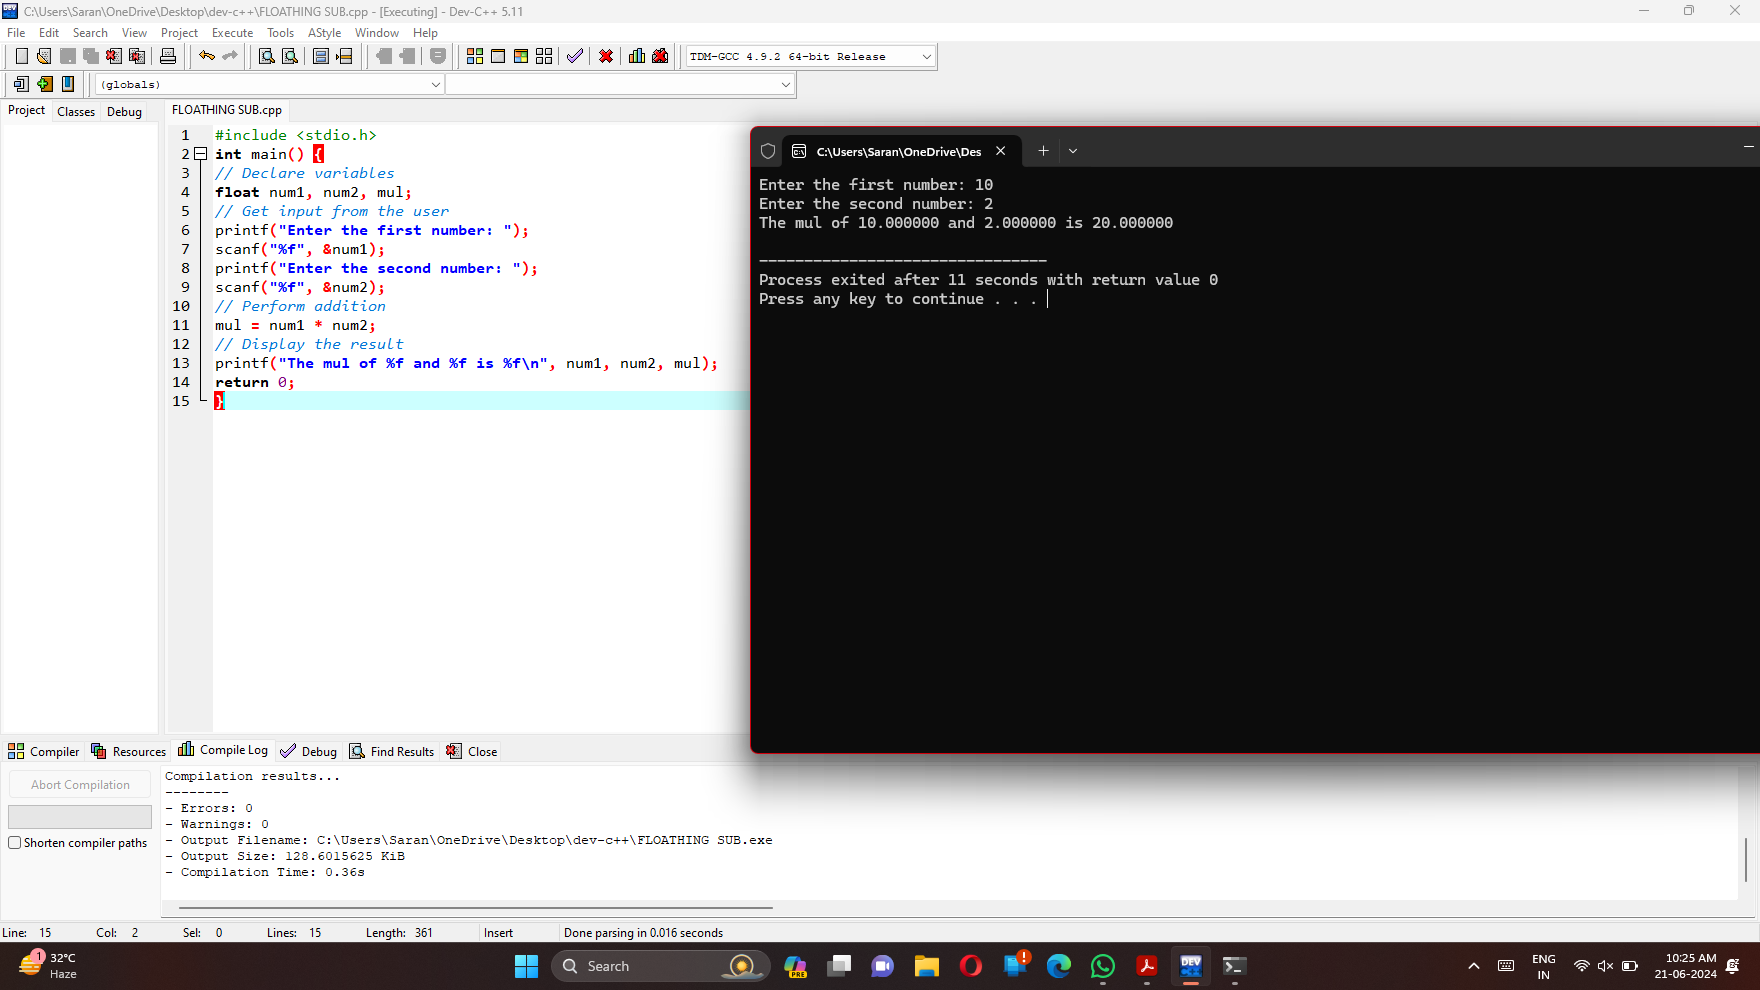 C:\Users\Saran\OneDrive\Desktop\dev-c++\FLOATHING SUB.cpp - [Executing] - Dev-C++ 5.11
File Edit Search View Project Execute Tools AStyle Window Help
TDM-GCC 4.9.2 64-bit Release
(globals)
Project Classes Debug
FLOATHING SUB.cpp
1 #include <stdio.h>
2 int main() {
3 // Declare variables
4 float num1, num2, mul;
5 // Get input from the user
6 printf("Enter the first number: ");
7 scanf("%f", &num1);
8 printf("Enter the second number: ");
9 scanf("%f", &num2);
10 // Perform addition
11 mul = num1 * num2;
12 // Display the result
13 printf("The mul of %f and %f is %f\n", num1, num2, mul);
14 return 0;
15 }
C:\Users\Saran\OneDrive\Des
Enter the first number: 10
Enter the second number: 2
The mul of 10.000000 and 2.000000 is 20.000000
--------------------------------
Process exited after 11 seconds with return value 0
Press any key to continue . . .
Compiler Resources Compile Log Debug Find Results Close
Abort Compilation
Shorten compiler paths
Compilation results...
--------
- Errors: 0
- Warnings: 0
- Output Filename: C:\Users\Saran\OneDrive\Desktop\dev-c++\FLOATHING SUB.exe
- Output Size: 128.6015625 KiB
- Compilation Time: 0.36s
Line: 15 Col: 2 Sel: 0 Lines: 15 Length: 361 Insert Done parsing in 0.016 seconds
1
32°C
Haze
Search
PRE
DEV
ENG
IN
10:25 AM
21-06-2024